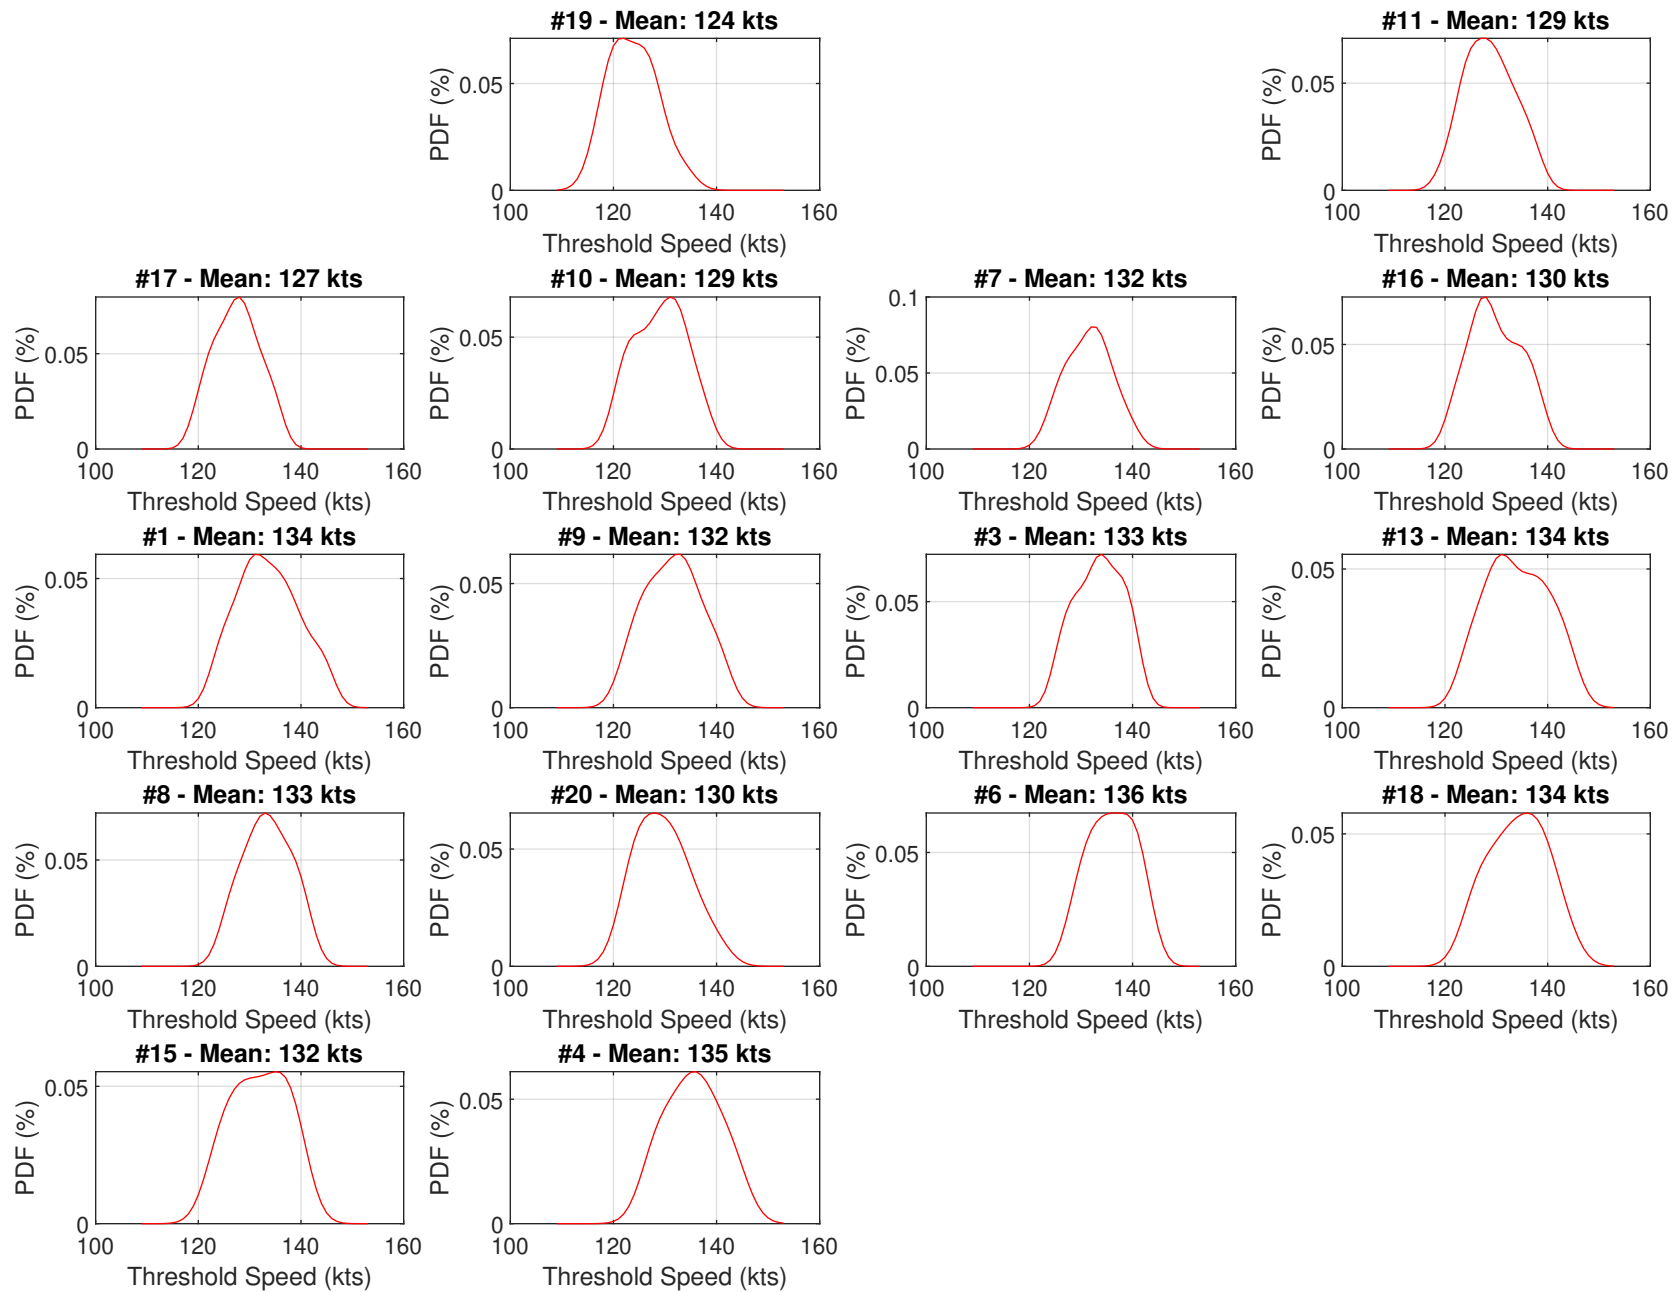 #19 - Mean: 124 kts
PDF (%)
0.05
0
100 120 140 160
Threshold Speed (kts)
#11 - Mean: 129 kts
PDF (%)
0.05
0
100 120 140 160
Threshold Speed (kts)
#17 - Mean: 127 kts
PDF (%)
0.05
0
100 120 140 160
Threshold Speed (kts)
#10 - Mean: 129 kts
PDF (%)
0.05
0
100 120 140 160
Threshold Speed (kts)
#7 - Mean: 132 kts
PDF (%)
0.1
0.05
0
100 120 140 160
Threshold Speed (kts)
#16 - Mean: 130 kts
PDF (%)
0.05
0
100 120 140 160
Threshold Speed (kts)
#1 - Mean: 134 kts
PDF (%)
0.05
0
100 120 140 160
Threshold Speed (kts)
#9 - Mean: 132 kts
PDF (%)
0.05
0
100 120 140 160
Threshold Speed (kts)
#3 - Mean: 133 kts
PDF (%)
0.05
0
100 120 140 160
Threshold Speed (kts)
#13 - Mean: 134 kts
PDF (%)
0.05
0
100 120 140 160
Threshold Speed (kts)
#8 - Mean: 133 kts
PDF (%)
0.05
0
100 120 140 160
Threshold Speed (kts)
#20 - Mean: 130 kts
PDF (%)
0.05
0
100 120 140 160
Threshold Speed (kts)
#6 - Mean: 136 kts
PDF (%)
0.05
0
100 120 140 160
Threshold Speed (kts)
#18 - Mean: 134 kts
PDF (%)
0.05
0
100 120 140 160
Threshold Speed (kts)
#15 - Mean: 132 kts
PDF (%)
0.05
0
100 120 140 160
Threshold Speed (kts)
#4 - Mean: 135 kts
PDF (%)
0.05
0
100 120 140 160
Threshold Speed (kts)